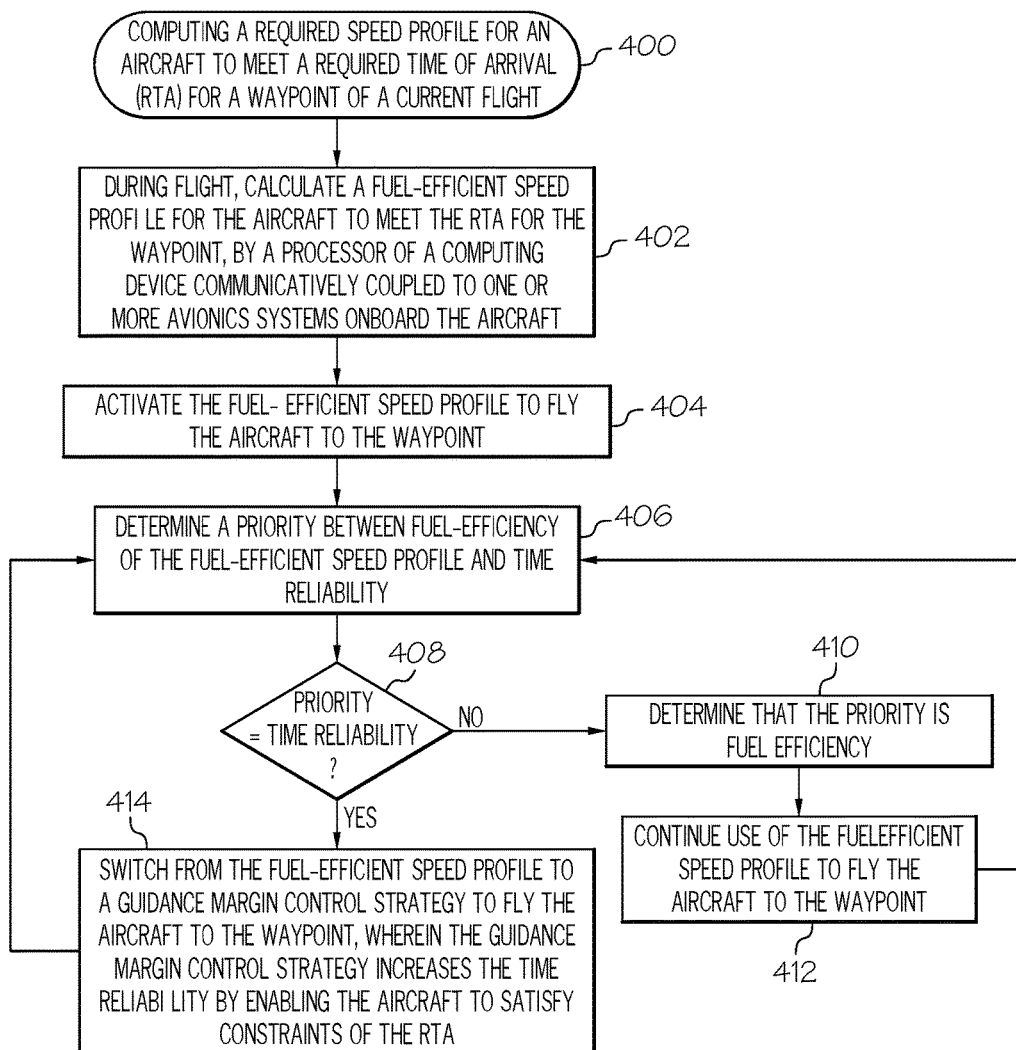 COMPUTING A REQUIRED SPEED PROFILE FOR AN
AIRCRAFT TO MEET A REQUIRED TIME OF ARRIVAL
(RTA) FOR A WAYPOINT OF A CURRENT FLIGHT
400
DURING FLIGHT, CALCULATE A FUEL-EFFICIENT SPEED
PROFI LE FOR THE AIRCRAFT TO MEET THE RTA FOR THE
WAYPOINT, BY A PROCESSOR OF A COMPUTING
DEVICE COMMUNICATIVELY COUPLED TO ONE OR
MORE AVIONICS SYSTEMS ONBOARD THE AIRCRAFT
402
ACTIVATE THE FUEL- EFFICIENT SPEED PROFILE TO FLY
THE AIRCRAFT TO THE WAYPOINT
404
DETERMINE A PRIORITY BETWEEN FUEL-EFFICIENCY
OF THE FUEL-EFFICIENT SPEED PROFILE AND TIME
RELIABILITY
406
408
PRIORITY
= TIME RELIABILITY
?
NO
YES
410
DETERMINE THAT THE PRIORITY IS
FUEL EFFICIENCY
CONTINUE USE OF THE FUELEFFICIENT
SPEED PROFILE TO FLY THE
AIRCRAFT TO THE WAYPOINT
412
414
SWITCH FROM THE FUEL-EFFICIENT SPEED PROFILE TO
A GUIDANCE MARGIN CONTROL STRATEGY TO FLY THE
AIRCRAFT TO THE WAYPOINT, WHEREIN THE GUIDANCE
MARGIN CONTROL STRATEGY INCREASES THE TIME
RELIABI LITY BY ENABLING THE AIRCRAFT TO SATISFY
CONSTRAINTS OF THE RTA